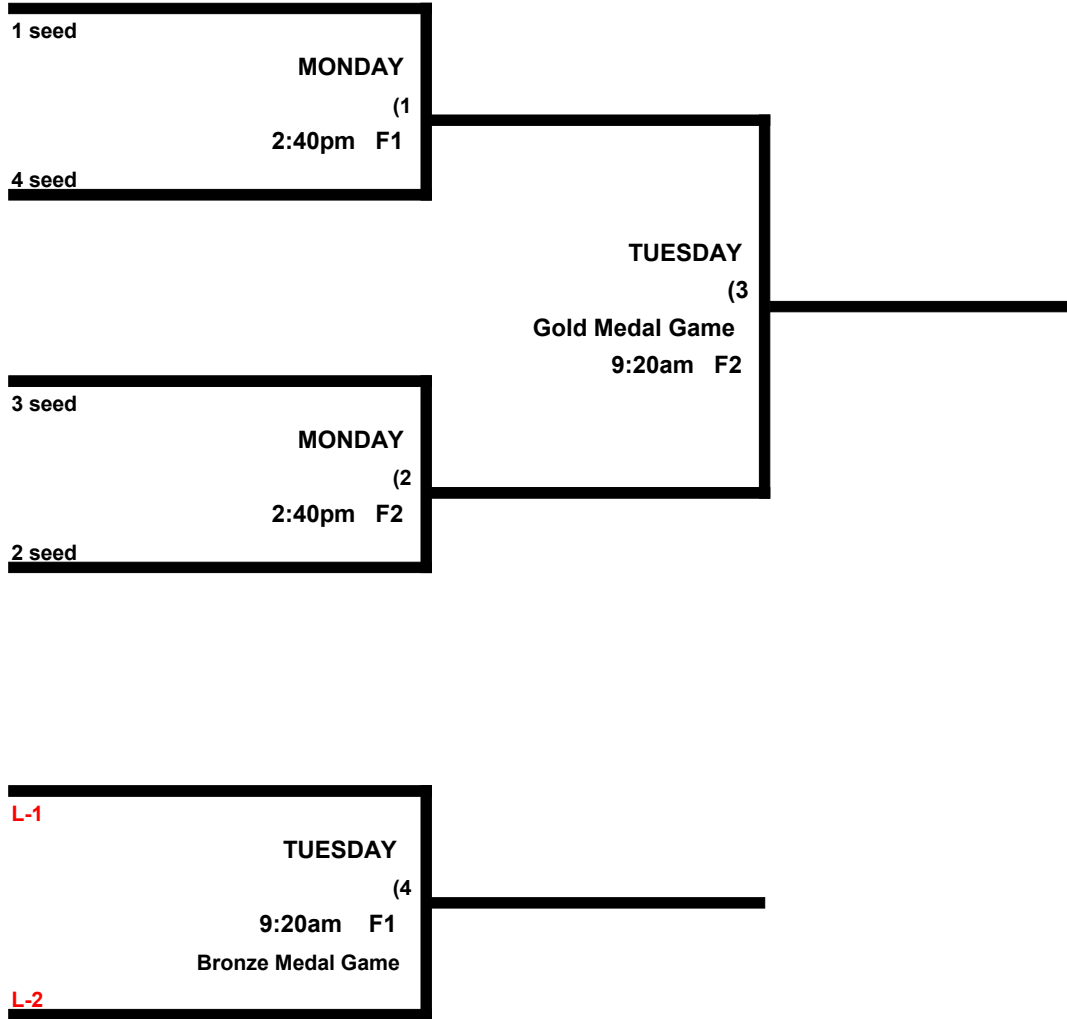 1 seed
MONDAY
(1
2:40pm F1
4 seed
TUESDAY
(3
Gold Medal Game
9:20am F2
3 seed
MONDAY
(2
2:40pm F2
2 seed
L-1
TUESDAY
(4
9:20am F1
Bronze Medal Game
L-2